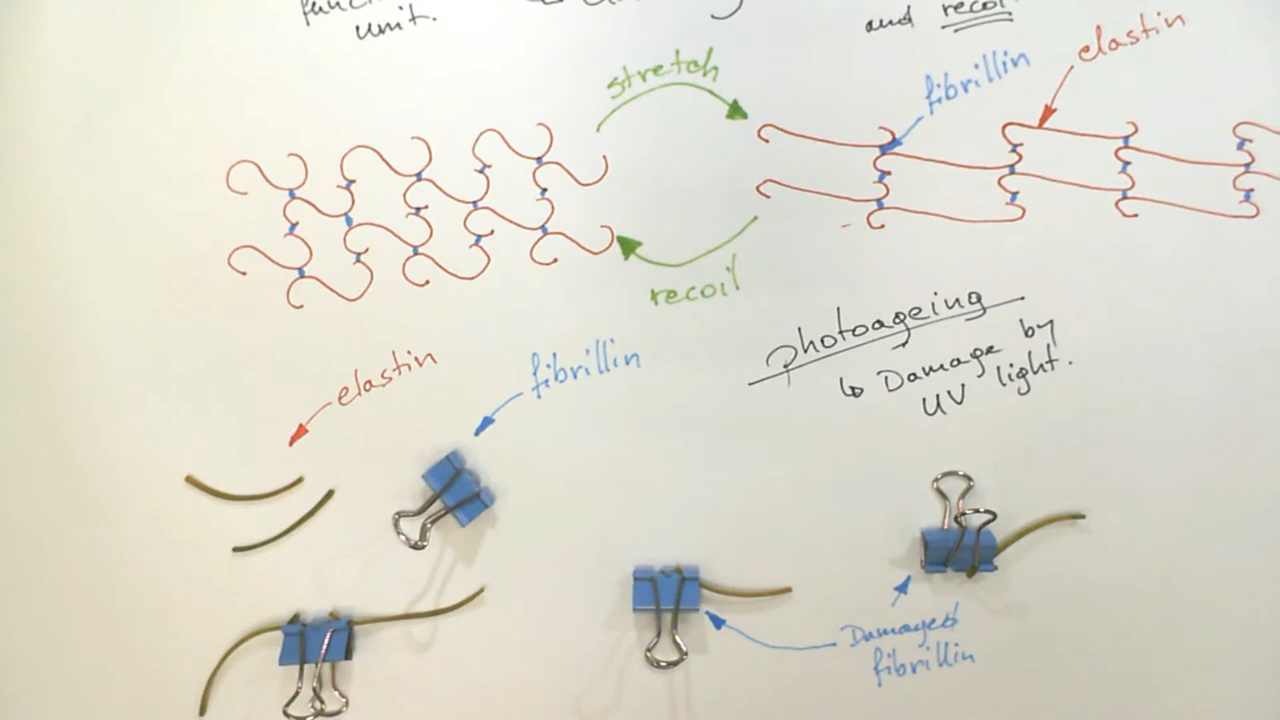 unit.
and recoil
stretch
fibrillin
elastin
recoil
photoageing
↳ Damage by
UV light.
elastin
fibrillin
Damaged
fibrillin